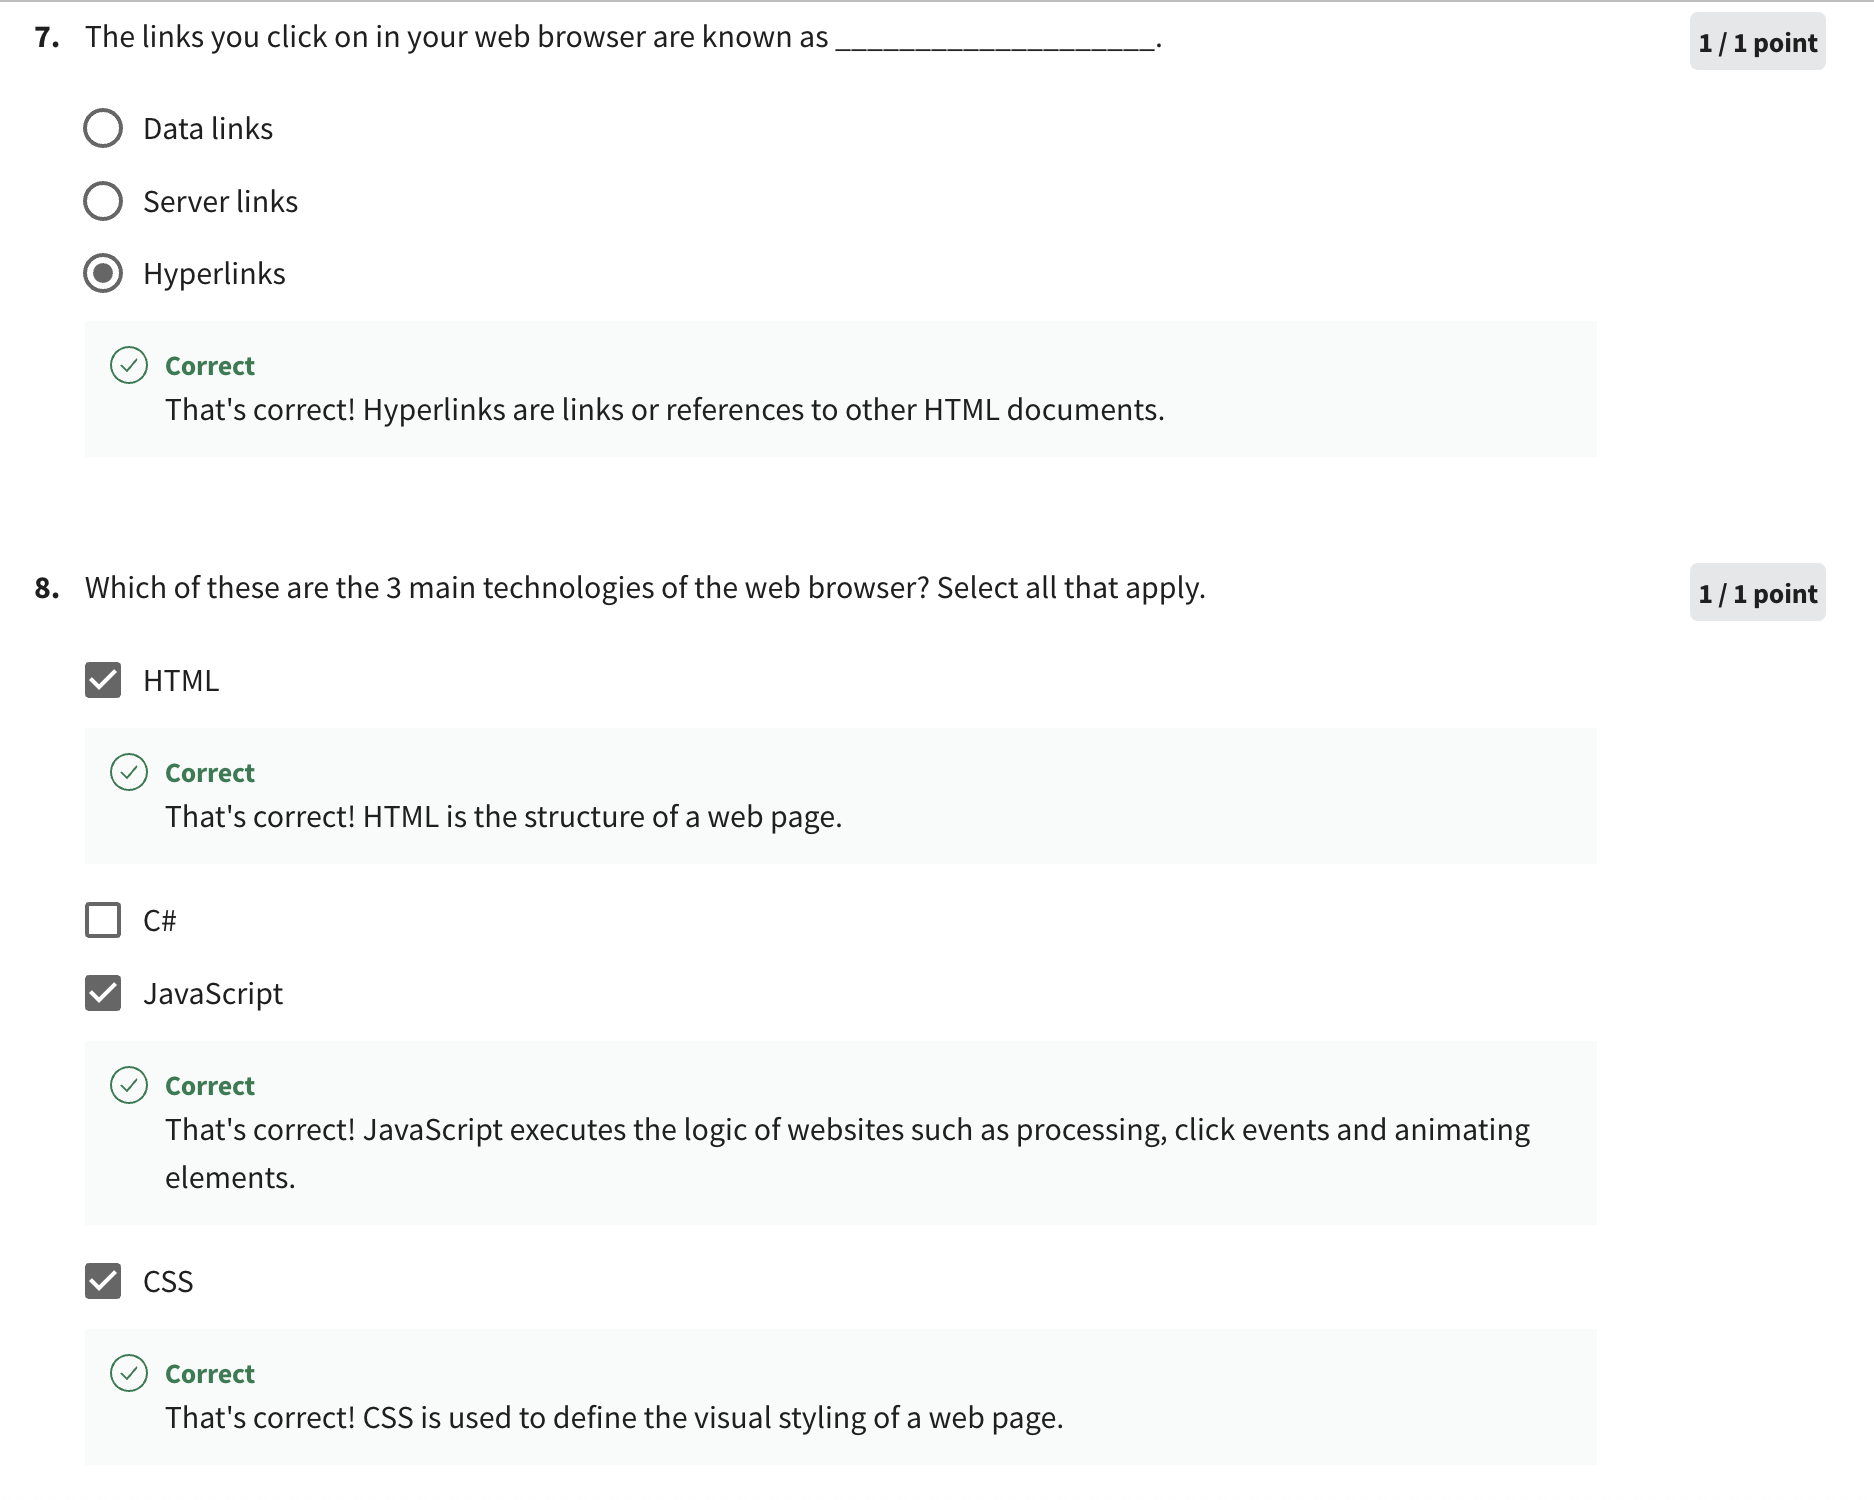 7. The links you click on in your web browser are known as ____________________.
1 / 1 point
Data links
Server links
Hyperlinks
Correct
That's correct! Hyperlinks are links or references to other HTML documents.
8. Which of these are the 3 main technologies of the web browser? Select all that apply.
1 / 1 point
HTML
Correct
That's correct! HTML is the structure of a web page.
C#
JavaScript
Correct
That's correct! JavaScript executes the logic of websites such as processing, click events and animating
elements.
CSS
Correct
That's correct! CSS is used to define the visual styling of a web page.